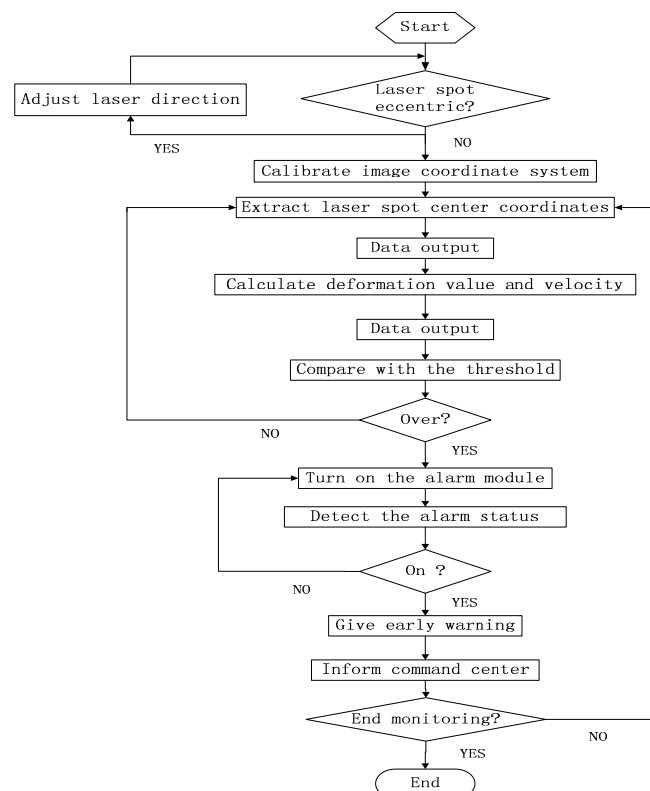 Start
Laser spot
eccentric?
Adjust laser direction
YES
NO
Calibrate image coordinate system
Extract laser spot center coordinates
Data output
Calculate deformation value and velocity
Data output
Compare with the threshold
Over?
NO
YES
Turn on the alarm module
Detect the alarm status
On ?
NO
YES
Give early warning
Inform command center
End monitoring?
NO
YES
End